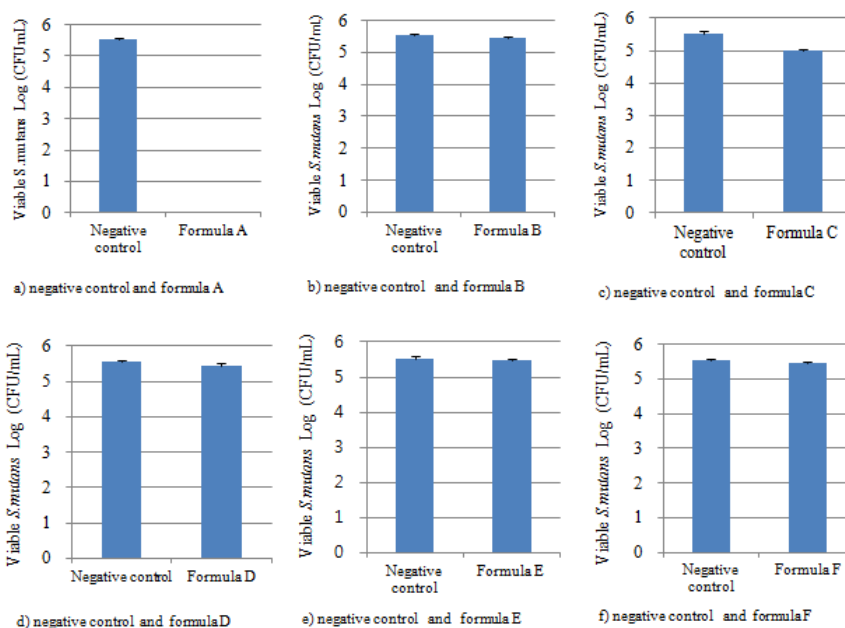 Viable S.mutans Log (CFU/mL)
6
5
4
3
2
1
0
Negative control
Formula A
a) negative control and formula A
Viable S.mutans Log (CFU/mL)
6
5
4
3
2
1
0
Negative control
Formula B
b) negative control and formula B
Viable S.mutans Log (CFU/mL)
6
5
4
3
2
1
0
Negative control
Formula C
c) negative control and formula C
Viable S.mutans Log (CFU/mL)
6
5
4
3
2
1
0
Negative control
Formula D
d) negative control and formula D
Viable S.mutans Log (CFU/mL)
6
5
4
3
2
1
0
Negative control
Formula E
e) negative control and formula E
Viable S.mutans Log (CFU/mL)
6
5
4
3
2
1
0
Negative control
Formula F
f) negative control and formula F